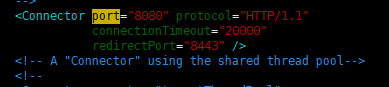 -->
<Connector port="8080" protocol="HTTP/1.1"
connectionTimeout="20000"
redirectPort="8443" />
<!-- A "Connector" using the shared thread pool-->
<!--